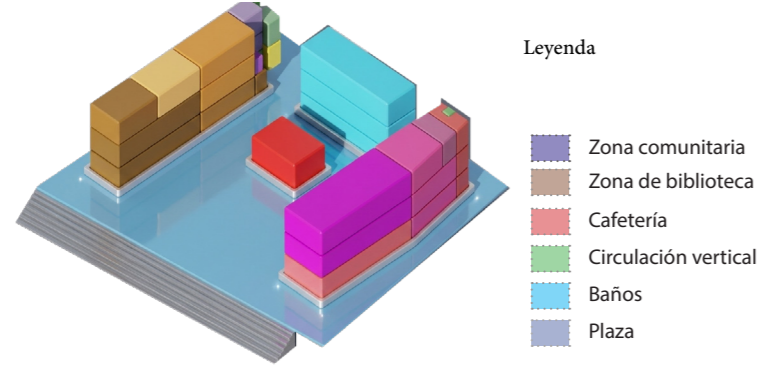 Leyenda
Zona comunitaria
Zona de biblioteca
Cafetería
Circulación vertical
Baños
Plaza